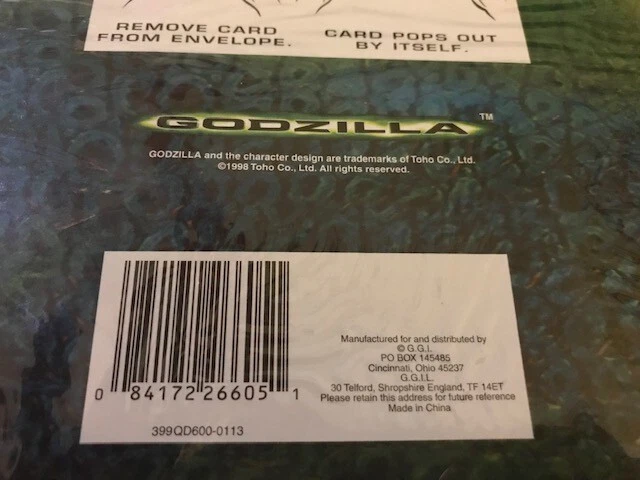 REMOVE CARD
FROM ENVELOPE.
CARD POPS OUT
BY ITSELF.
GODZILLA™
GODZILLA and the character design are trademarks of Toho Co., Ltd.
©1998 Toho Co., Ltd. All rights reserved.
0 84172 26605 1
399QD600-0113
Manufactured for and distributed by
© G.G.I.
PO BOX 145485
Cincinnati, Ohio 45237
G.G.I.L.
30 Telford, Shropshire England, TF 14ET
Please retain this address for future reference
Made in China